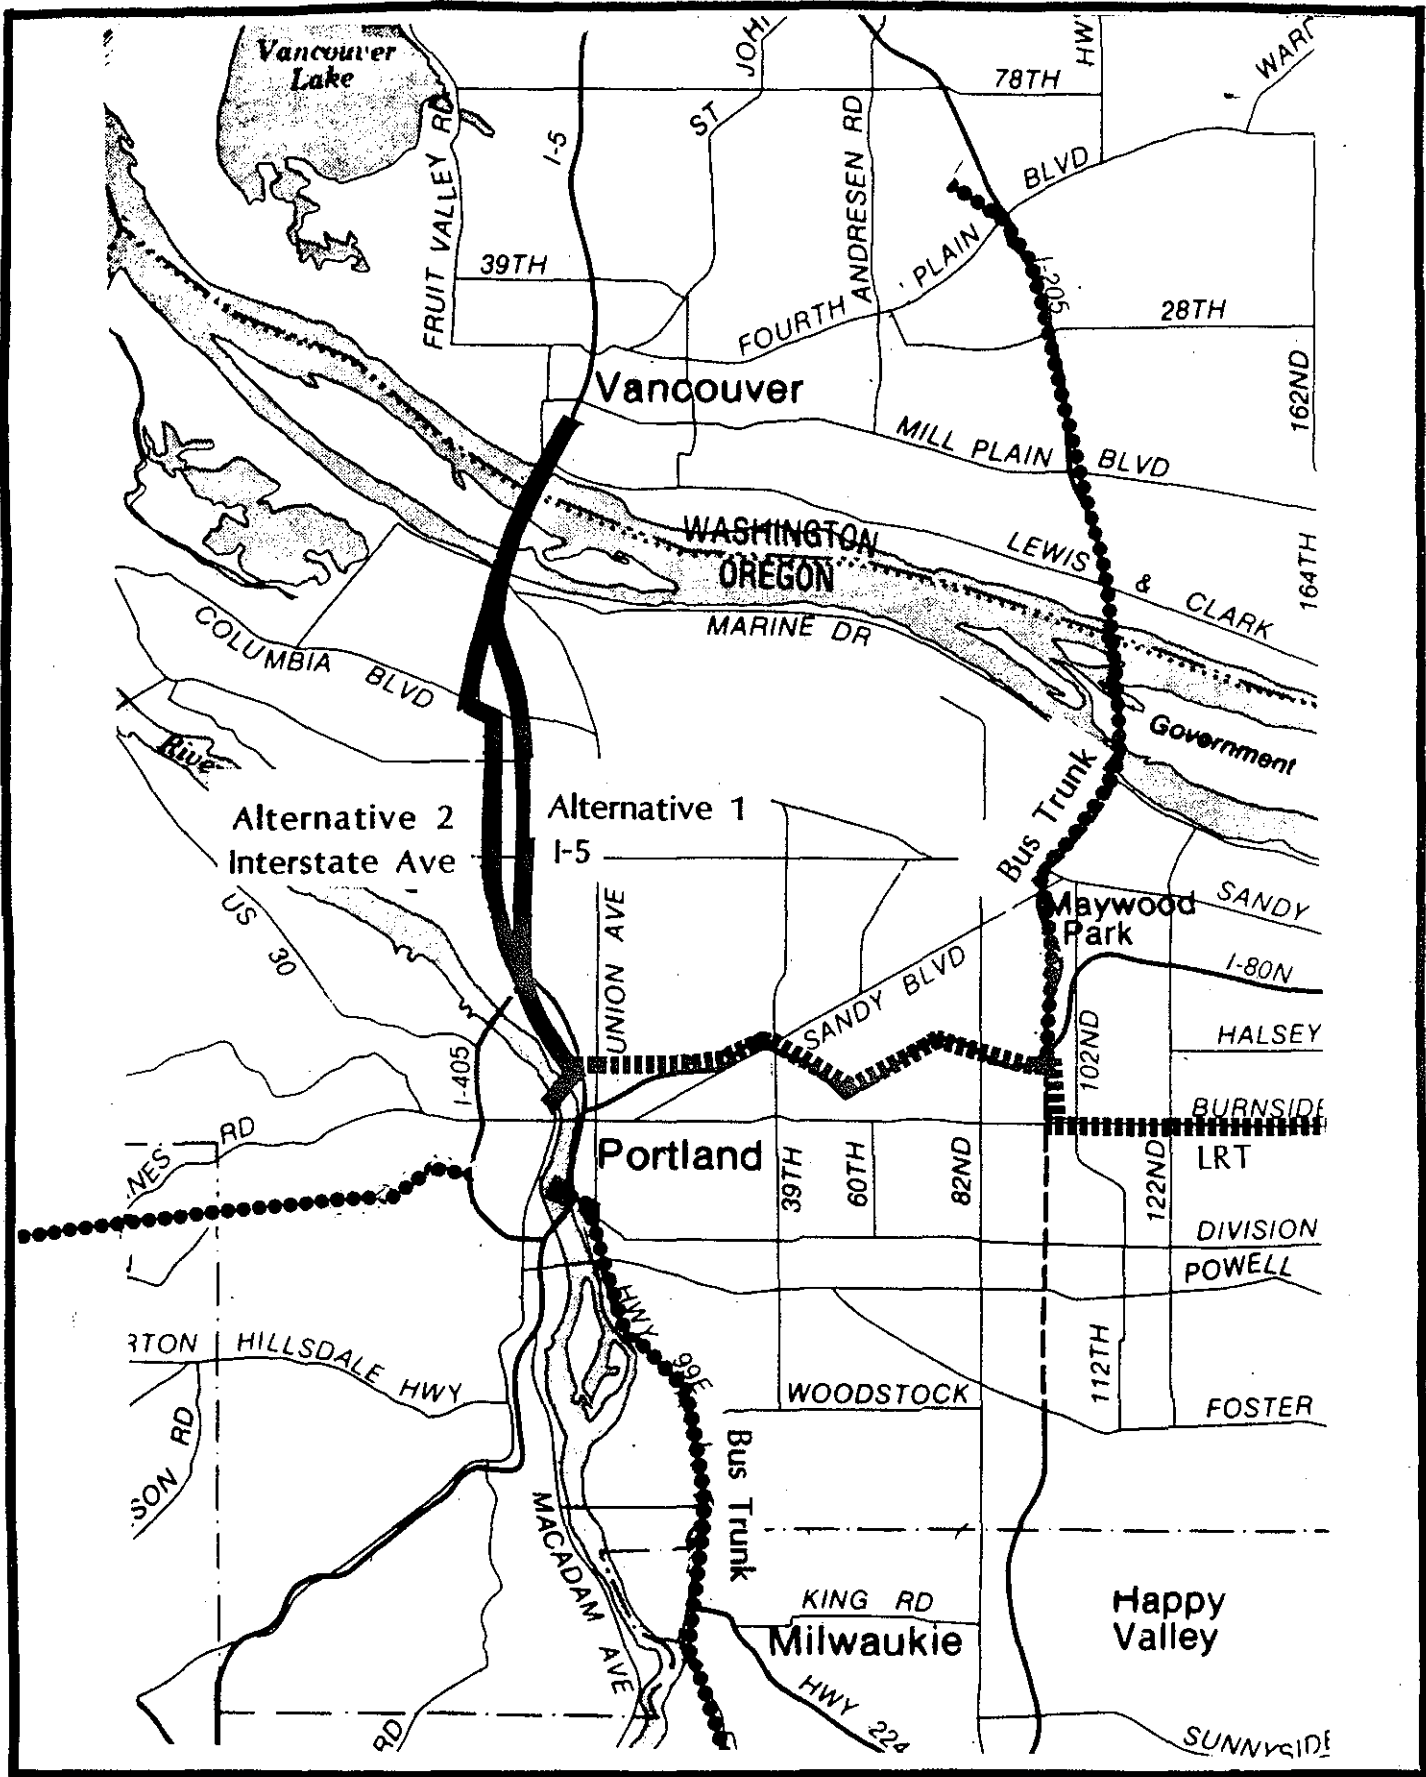 Vancouver
Lake
78TH
HW
I-5
ST
FRUIT VALLEY RD
ANDRESEN RD
BLVD
39TH
FOURTH PLAIN
I-205
28TH
162ND
Vancouver
MILL PLAIN BLVD
WASHINGTON
OREGON
LEWIS & CLARK
164TH
COLUMBIA BLVD
MARINE DR
River
Government
Bus Trunk
Alternative 2
Interstate Ave
Alternative 1
I-5
US 30
UNION AVE
Maywood
Park
SANDY
SANDY BLVD
I-80N
HALSEY
102ND
I-405
BURNSIDE
LRT
RD
NES
Portland
39TH
60TH
82ND
122ND
DIVISION
POWELL
HWY 99E
RTON HILLSDALE HWY
112TH
WOODSTOCK
FOSTER
SON RD
Bus Trunk
MACADAM AVE
KING RD
Milwaukie
Happy
Valley
HWY 224
RD
SUNNYSIDE